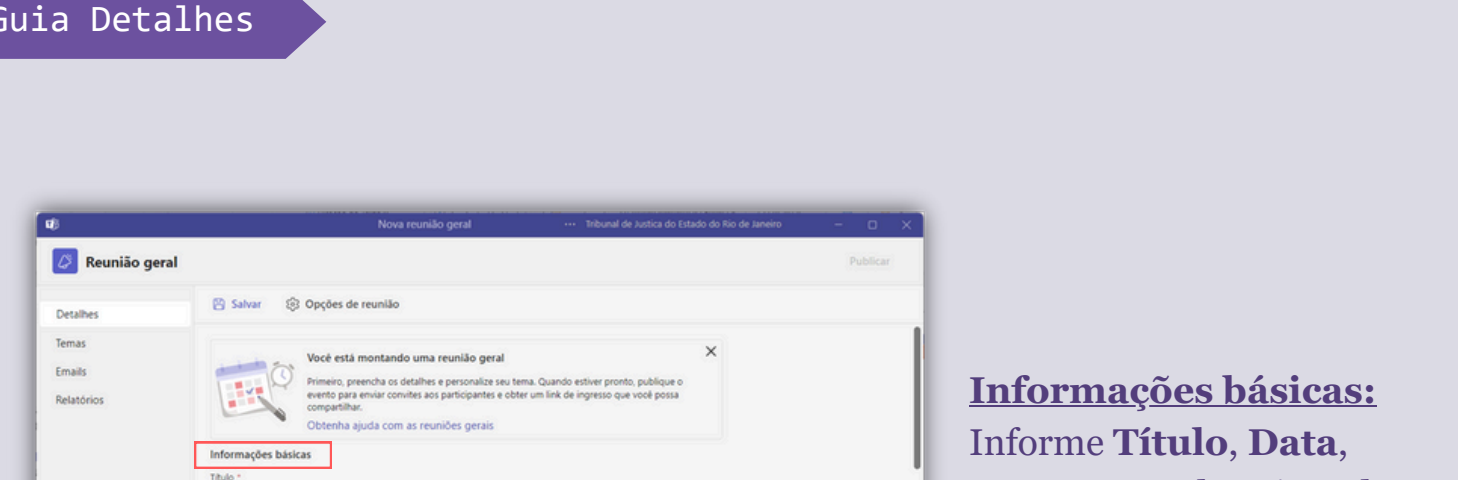 Guia Detalhes
Nova reunião geral
... Tribunal de Justica do Estado do Rio de Janeiro
Reunião geral
Publicar
Salvar
Opções de reunião
Detalhes
Temas
Emails
Relatórios
Você está montando uma reunião geral
Primeiro, preencha os detalhes e personalize seu tema. Quando estiver pronto, publique o
evento para enviar convites aos participantes e obter um link de ingresso que você possa
compartilhar.
Obtenha ajuda com as reuniões gerais
Informações básicas
Título *
Informações básicas:
Informe Título, Data,